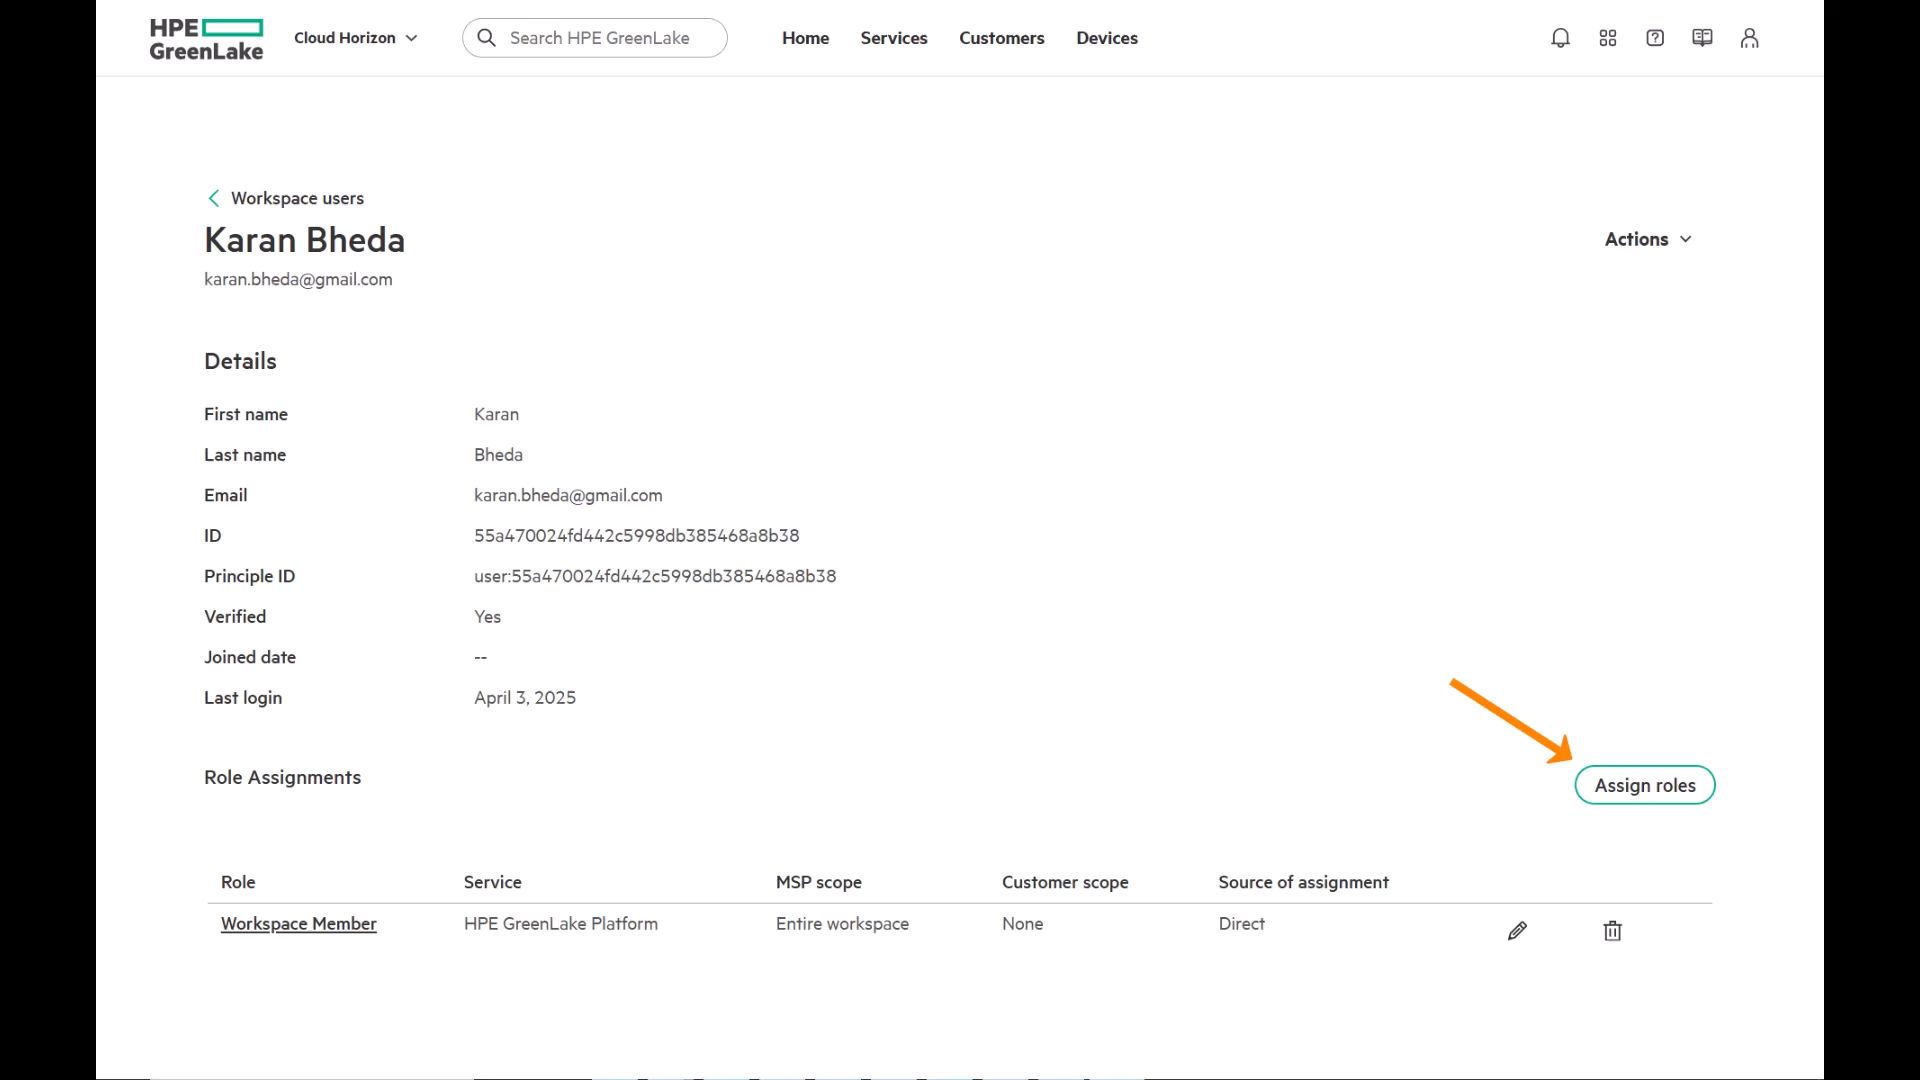 HPE
GreenLake
Cloud Horizon
Search HPE GreenLake
Home
Services
Customers
Devices
Workspace users
Karan Bheda
karan.bheda@gmail.com
Actions
Details
First name Karan
Last name Bheda
Email karan.bheda@gmail.com
ID 55a470024fd442c5998db385468a8b38
Principle ID user:55a470024fd442c5998db385468a8b38
Verified Yes
Joined date --
Last login April 3, 2025
Role Assignments
Assign roles
Role Service MSP scope Customer scope Source of assignment
Workspace Member HPE GreenLake Platform Entire workspace None Direct